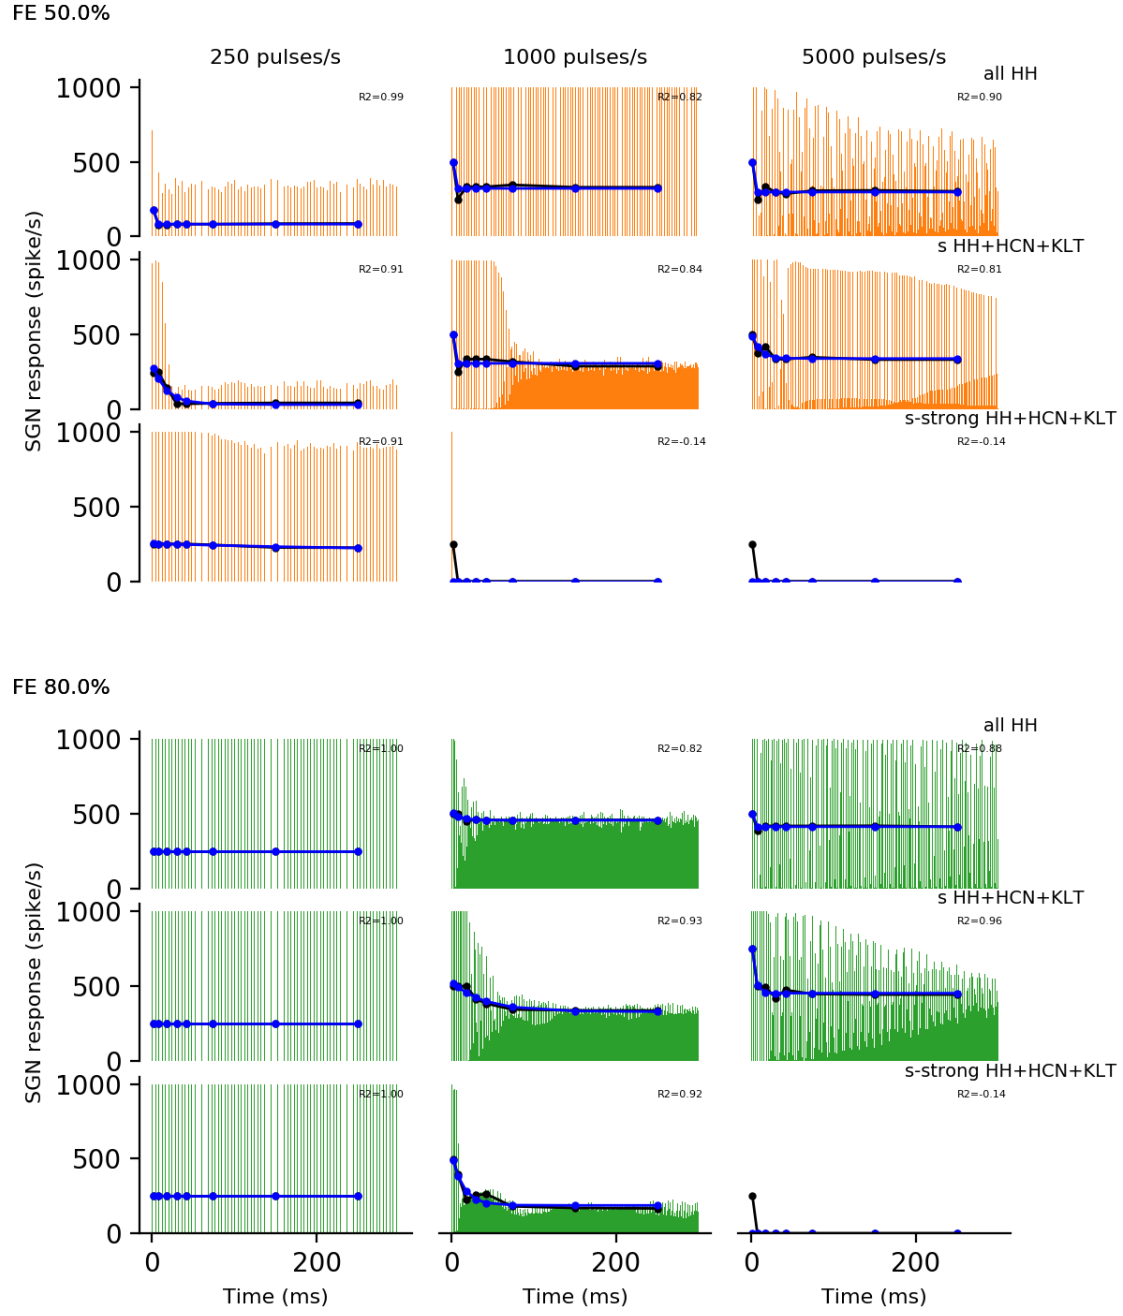 FE 50.0%
250 pulses/s
1000 pulses/s
5000 pulses/s
all HH
1000
500
0
R2=0.99
R2=0.82
R2=0.90
s HH+HCN+KLT
1000
500
0
R2=0.91
R2=0.84
R2=0.81
s-strong HH+HCN+KLT
1000
500
0
R2=0.91
R2=-0.14
R2=-0.14
SGN response (spike/s)
FE 80.0%
all HH
1000
500
0
R2=1.00
R2=0.82
R2=0.88
s HH+HCN+KLT
1000
500
0
R2=1.00
R2=0.93
R2=0.96
s-strong HH+HCN+KLT
1000
500
0
R2=1.00
R2=0.92
R2=-0.14
SGN response (spike/s)
0 200
0 200
0 200
Time (ms)
Time (ms)
Time (ms)